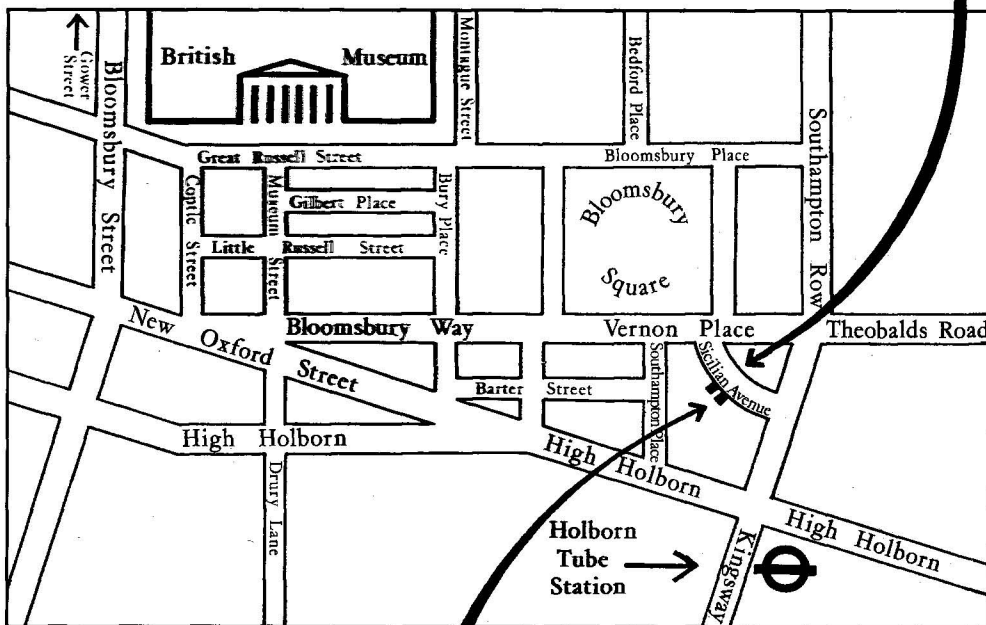 Gower
Street
Bloomsbury Street
British Museum
Montague Street
Bedford Place
Southampton Row
Great Russell Street
Bloomsbury Place
Coptic Street
Museum Street
Gilbert Place
Bury Place
Little Russell Street
Bloomsbury
Square
New Oxford Street
Bloomsbury Way
Vernon Place
Theobalds Road
Sicilian Avenue
Southampton Place
Barter Street
High Holborn
High Holborn
High Holborn
Drury Lane
Holborn
Tube
Station
Kingsway